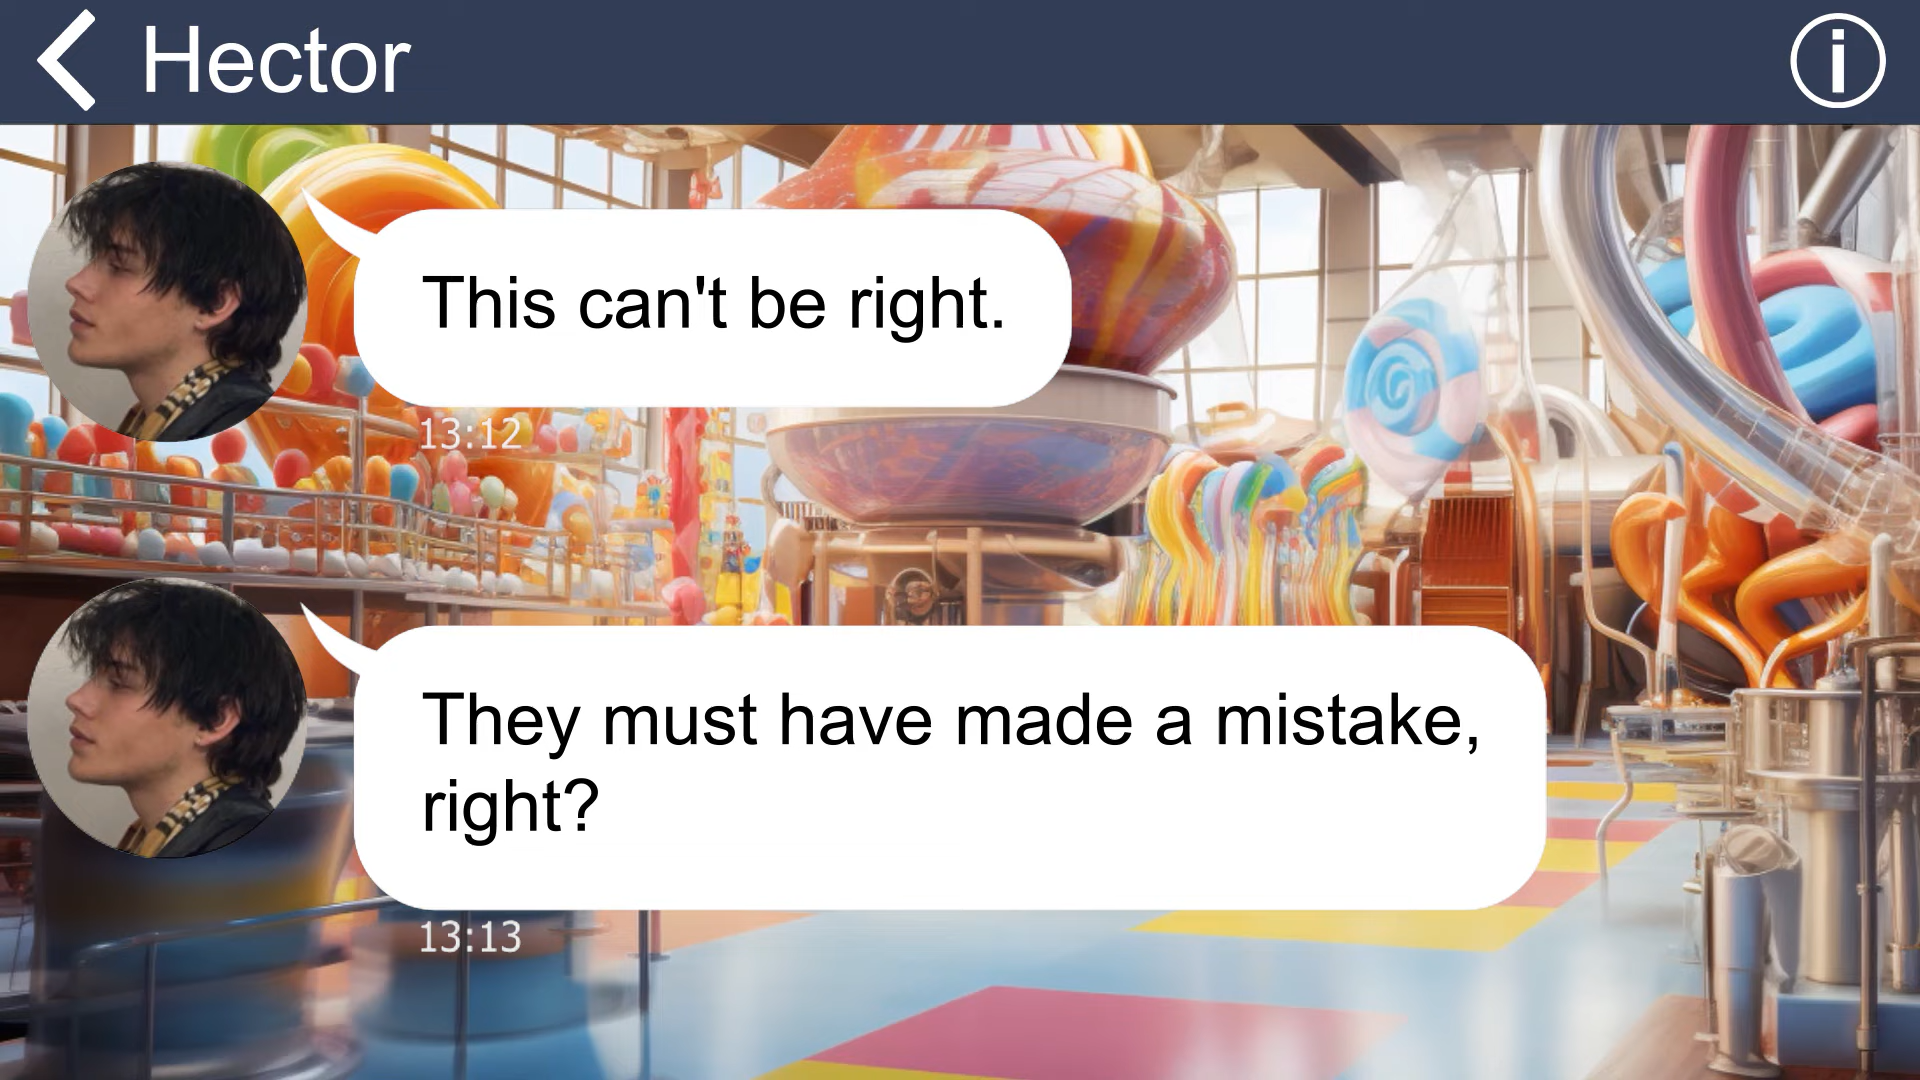 Hector
This can't be right.
13:12
They must have made a mistake,
right?
13:13